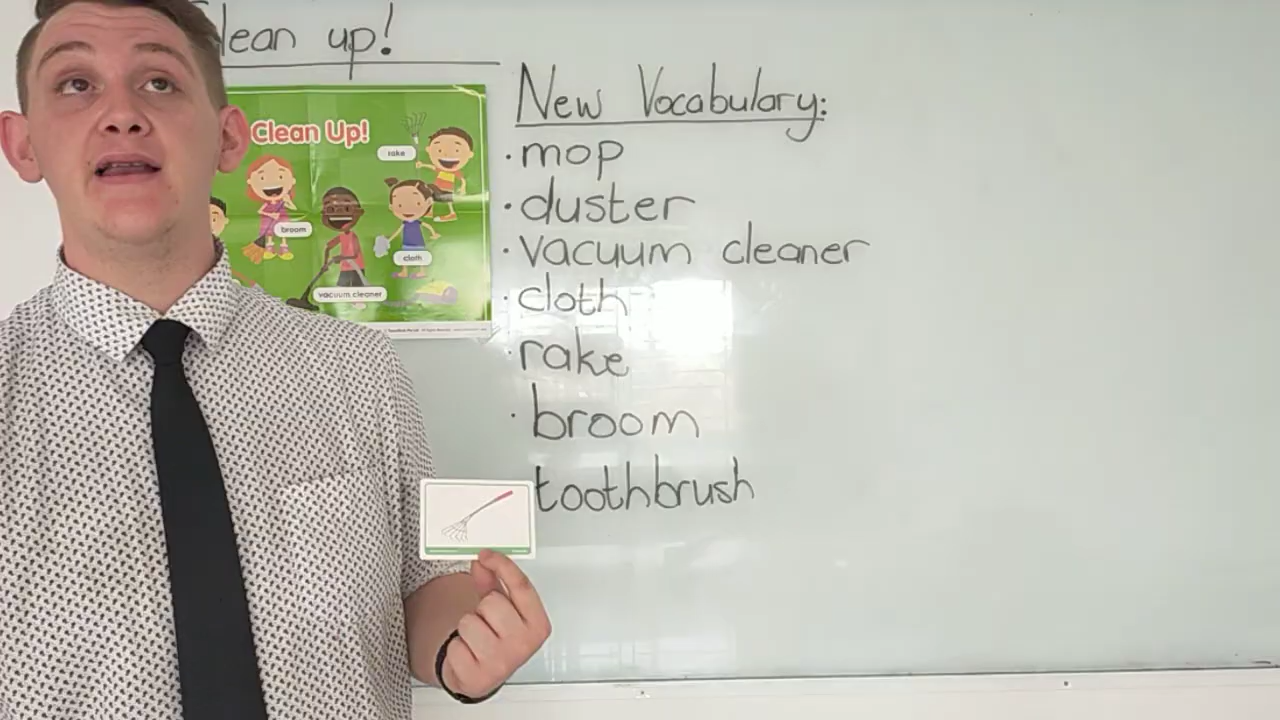 lean up!
Clean Up!
rake
broom
cloth
vacuum cleaner
New Vocabulary:
· mop
· duster
· vacuum cleaner
· cloth
· rake
· broom
toothbrush